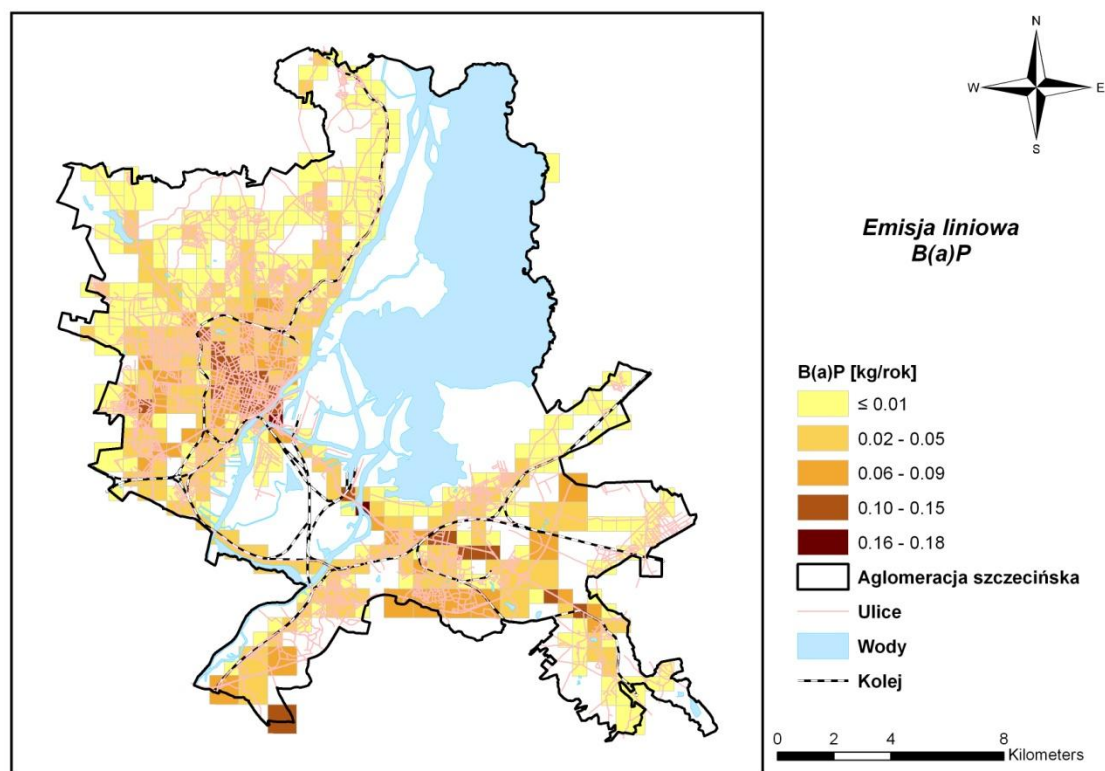 N
W
E
S
Emisja liniowa
B(a)P
B(a)P [kg/rok]
≤ 0.01
0.02 - 0.05
0.06 - 0.09
0.10 - 0.15
0.16 - 0.18
Aglomeracja szczecińska
Ulice
Wody
Kolej
0 2 4 8
Kilometers